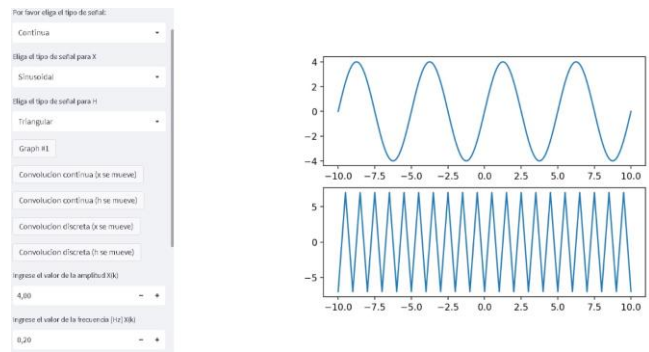 Por favor eliga el tipo de señal:
Continua
Eliga el tipo de señal para X
Sinusoidal
Eliga el tipo de señal para H
Triangular
Graph #1
Convolucion continua (x se mueve)
Convolucion continua (h se mueve)
Convolucion discreta (x se mueve)
Convolucion discreta (h se mueve)
Ingrese el valor de la amplitud X(k)
4,00 - +
Ingrese el valor de la frecuencia (Hz) X(k)
0,20 - +
4
2
0
−2
−4
−10.0 −7.5 −5.0 −2.5 0.0 2.5 5.0 7.5 10.0
5
0
−5
−10.0 −7.5 −5.0 −2.5 0.0 2.5 5.0 7.5 10.0